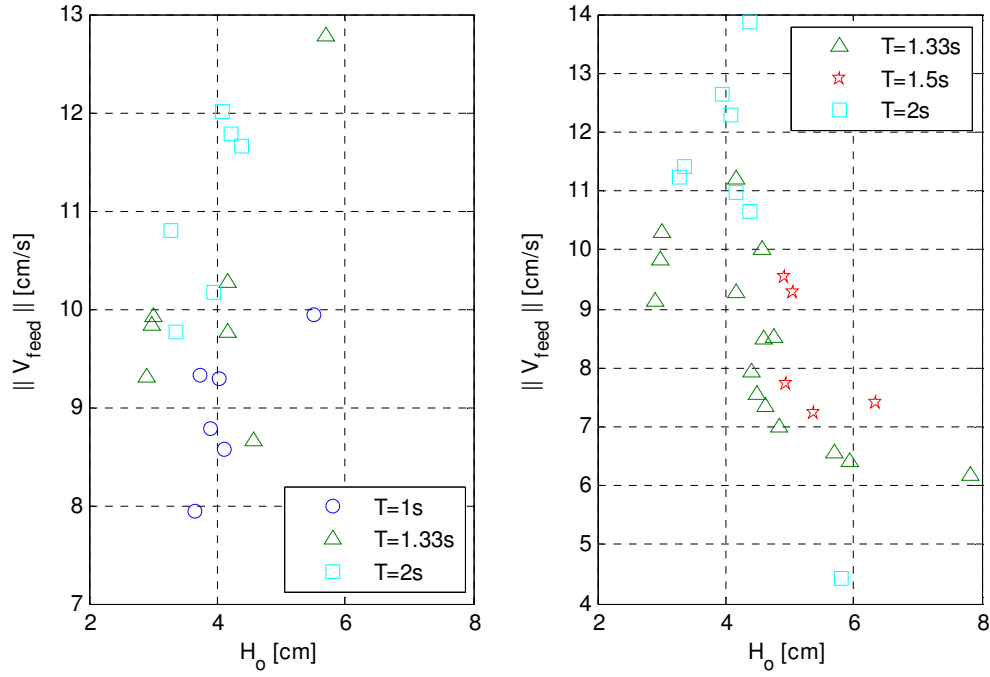 13
12
11
10
9
8
7
|| V_feed || [cm/s]
T=1s
T=1.33s
T=2s
2 4 6 8
H_o [cm]
14
13
12
11
10
9
8
7
6
5
4
|| V_feed || [cm/s]
T=1.33s
T=1.5s
T=2s
2 4 6 8
H_o [cm]